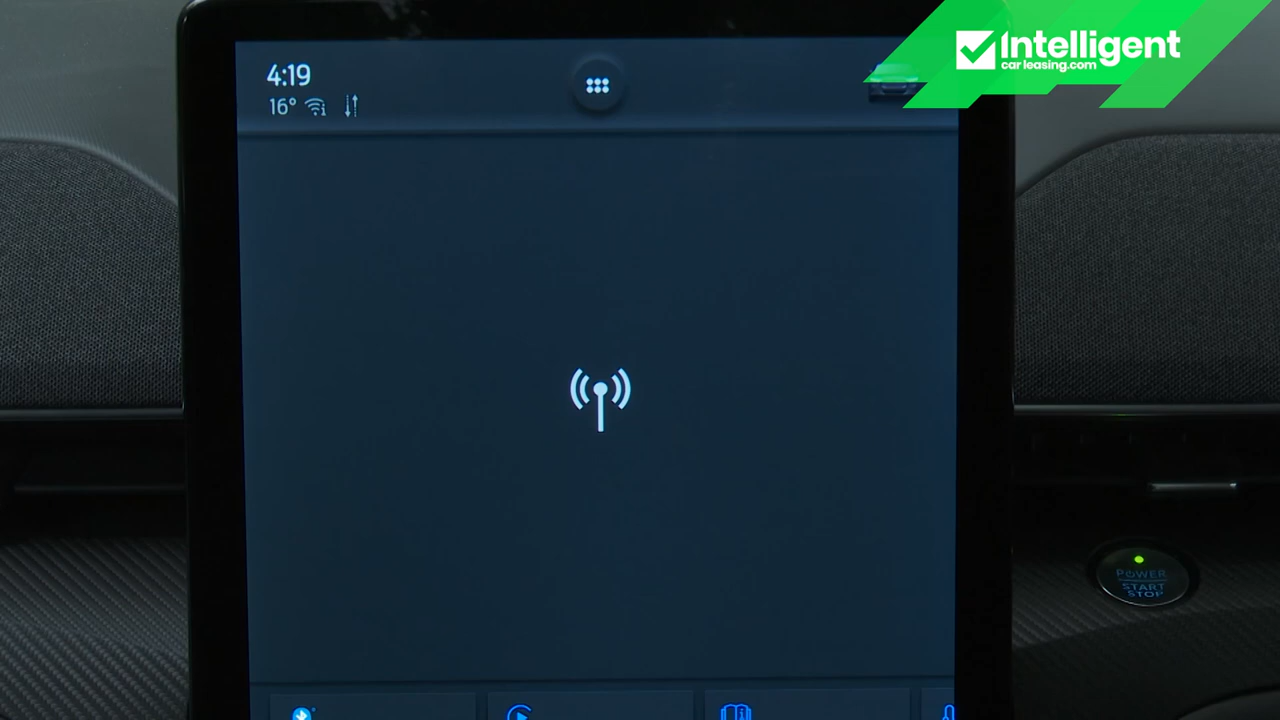 4:19
16°
Intelligent
car leasing.com
POWER
START
STOP